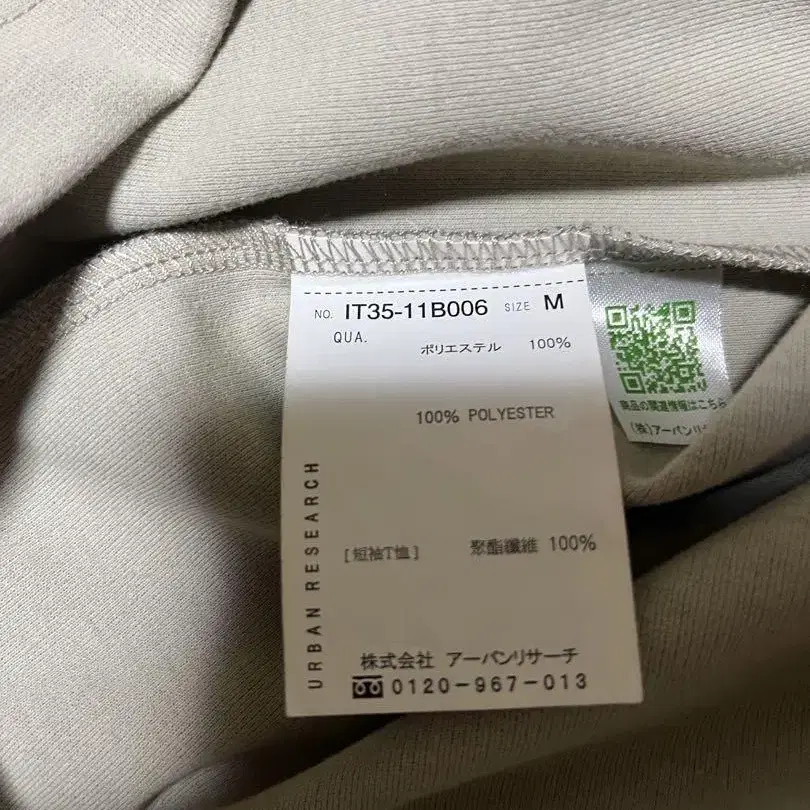 NO. IT35-11B006 SIZE M
QUA.
ポリエステル 100%
100% POLYESTER
[短袖T恤] 聚酯纖維 100%
URBAN RESEARCH
株式会社 アーバンリサーチ
0120-967-013
商品の関連情報はこちら
(株)アーバンリ